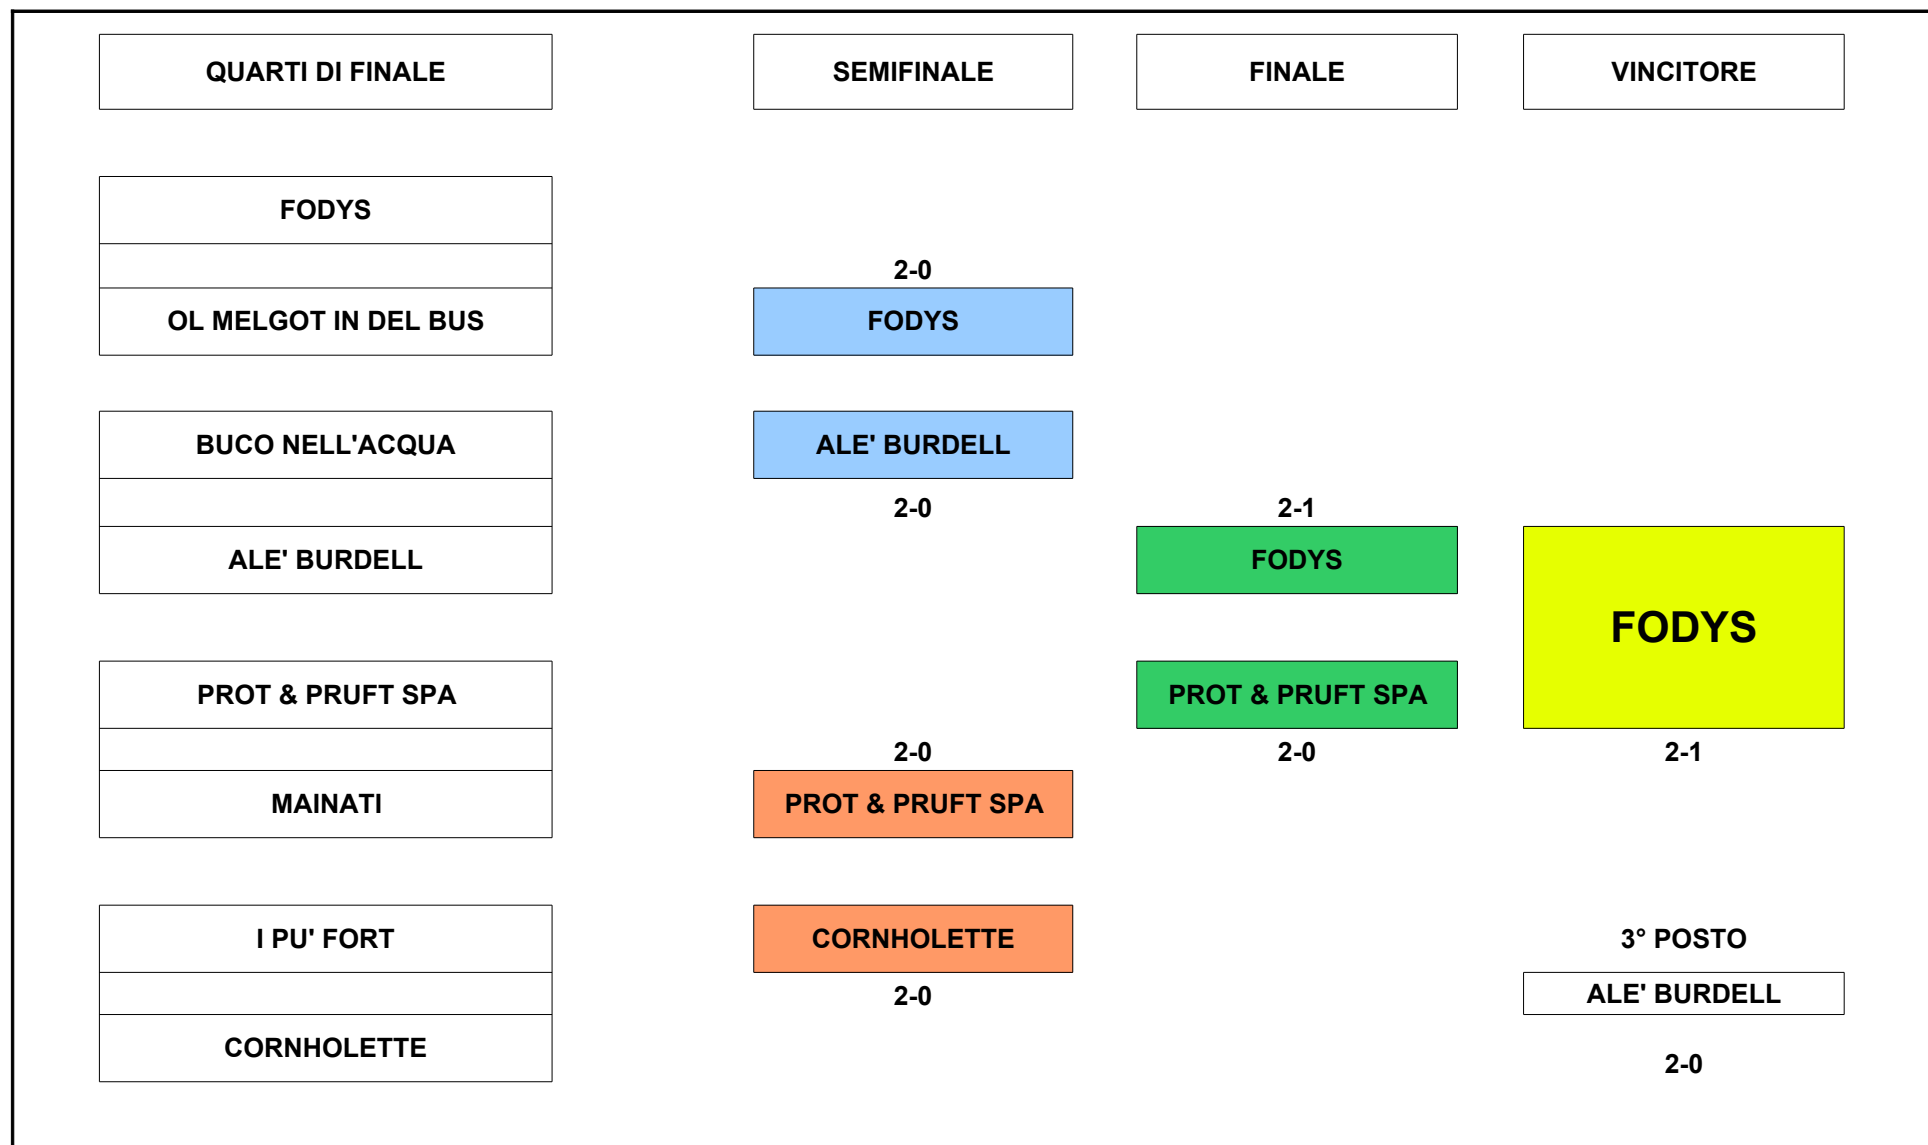 QUARTI DI FINALE
SEMIFINALE
FINALE
VINCITORE
FODYS
2-0
OL MELGOT IN DEL BUS
FODYS
BUCO NELL'ACQUA
ALE' BURDELL
2-0
2-1
ALE' BURDELL
FODYS
FODYS
PROT & PRUFT SPA
PROT & PRUFT SPA
2-0
2-0
2-1
MAINATI
PROT & PRUFT SPA
I PU' FORT
CORNHOLETTE
3° POSTO
2-0
ALE' BURDELL
CORNHOLETTE
2-0